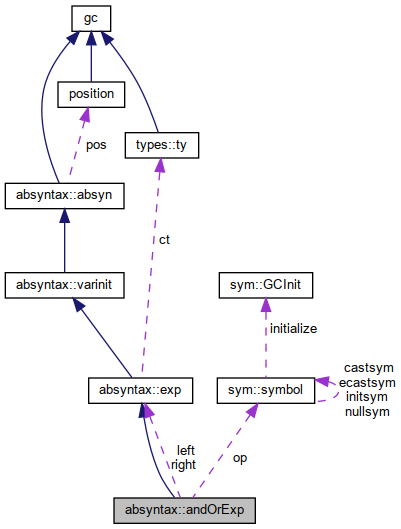 gc
position
types::ty
pos
absyntax::absyn
ct
absyntax::varinit
sym::GCInit
initialize
castsym
ecastsym
initsym
nullsym
absyntax::exp
sym::symbol
left
right
op
absyntax::andOrExp